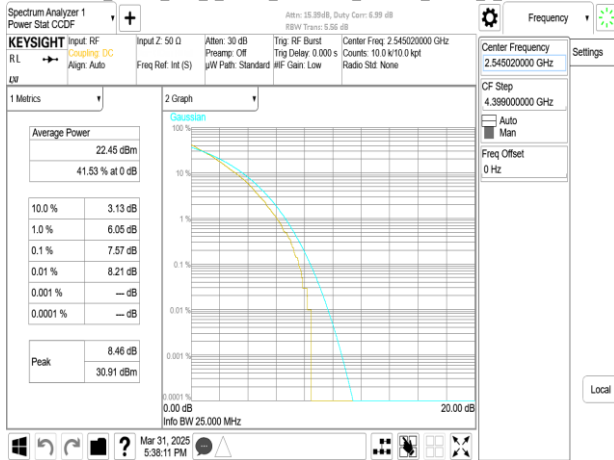 Spectrum Analyzer 1
Power Stat CCDF
Attn: 15.39dB, Duty Corr: 6.99 dB
RBW Trans: 5.56 dB
Frequency
KEYSIGHT
RL
LXI
Input: RF
Coupling: DC
Align: Auto
Input Z: 50 Ω
Freq Ref: Int (S)
Atten: 30 dB
Preamp: Off
µW Path: Standard
Trig: RF Burst
Trig Delay: 0.000 s
#IF Gain: Low
Center Freq: 2.545020000 GHz
Counts: 10.0 k/10.0 kpt
Radio Std: None
Center Frequency
2.545020000 GHz
Settings
CF Step
4.399000000 GHz
Auto
Man
Freq Offset
0 Hz
Local
1 Metrics
Average Power
22.45 dBm
41.53 % at 0 dB
10.0 % 3.13 dB
1.0 % 6.05 dB
0.1 % 7.57 dB
0.01 % 8.21 dB
0.001 % --- dB
0.0001 % --- dB
Peak
8.46 dB
30.91 dBm
2 Graph
Gaussian
100 %
10 %
1 %
0.1 %
0.01 %
0.001 %
0.0001 %
0.00 dB 20.00 dB
Info BW 25.000 MHz
?
Mar 31, 2025
5:38:11 PM